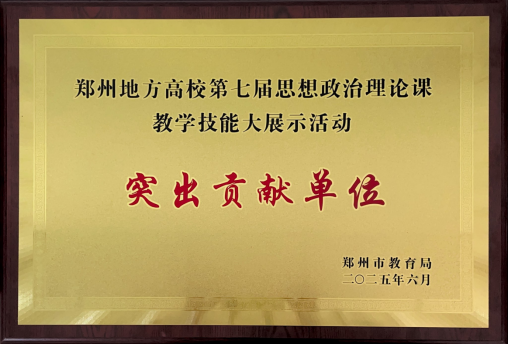 郑州地方高校第七届思想政治理论课
教学技能大展示活动
突出贡献单位
郑州市教育局
二〇二五年六月